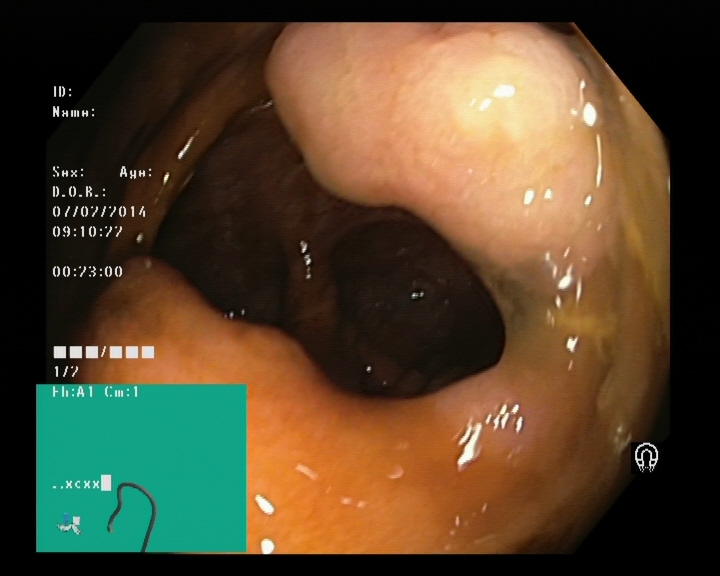 ID:
Name:
Sex: Age:
D.O.B.:
07/02/2014
09:10:22
00:23:00
■■■/■■■
1/2
Eh:A1 Cm:1
..xcxx